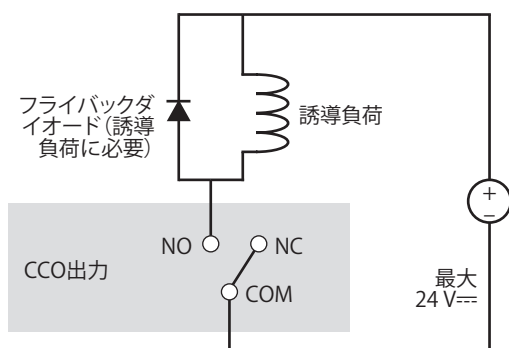 フライバックダ
イオード（誘導
負荷に必要）
誘導負荷
+
−
NO
NC
CCO出力
COM
最大
24 V⎓